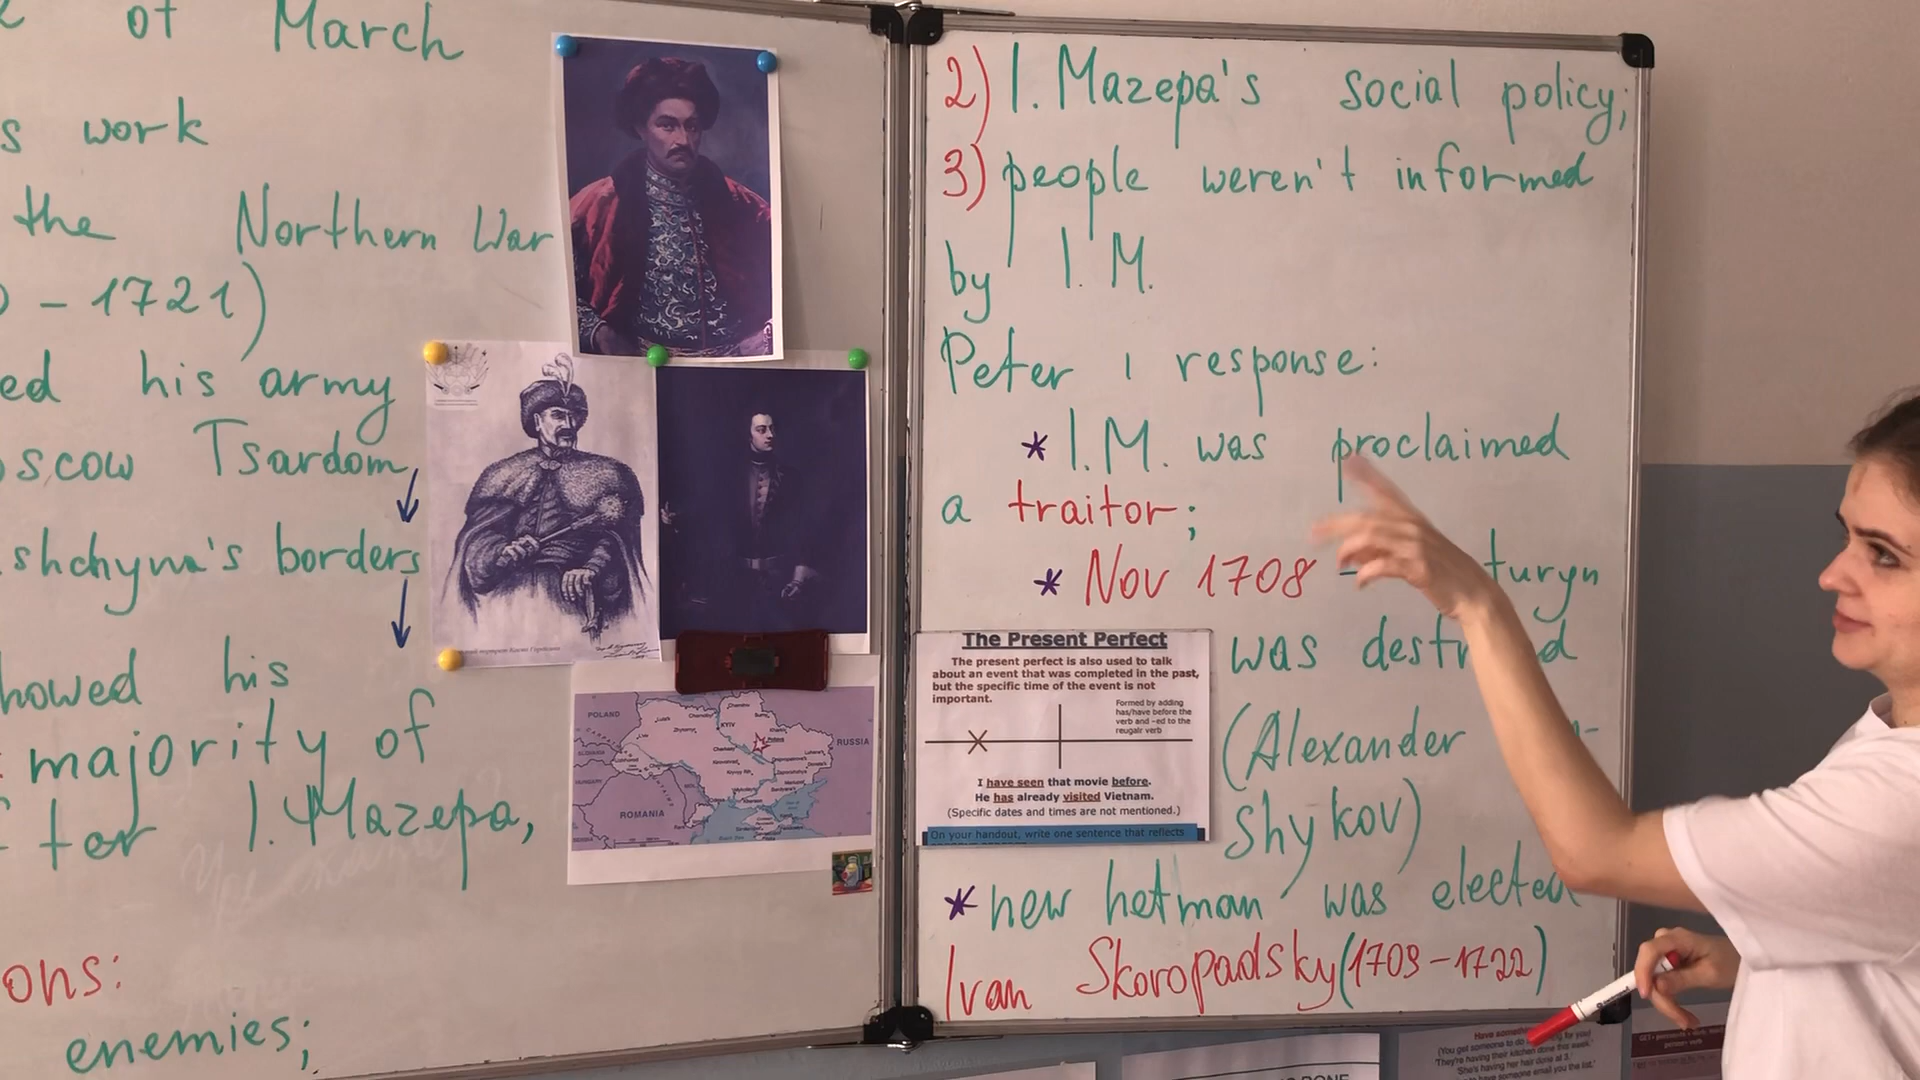 of March
s work
the Northern War
- 1721)
ed his army
scow Tsardom,
shchyna's borders
howed his
majority of
ter I. Mazepa,
ons:
enemies;
2) I. Mazepa's social policy;
3) people weren't informed
by I. M.
Peter I response:
* I. M. was proclaimed
a traitor;
* Nov 1708 - turyn
was destr d
(Alexander
Shykov)
* new hetman was elected
Ivan Skoropadsky (1709-1722)
The Present Perfect
The present perfect is also used to talk
about an event that was completed in the past,
but the specific time of the event is not
important.
Formed by adding
has/have before the
verb and -ed to the
reugalr verb
I have seen that movie before.
He has already visited Vietnam.
(Specific dates and times are not mentioned.)
On your handout, write one sentence that reflects
POLAND
KYIV
RUSSIA
ROMANIA